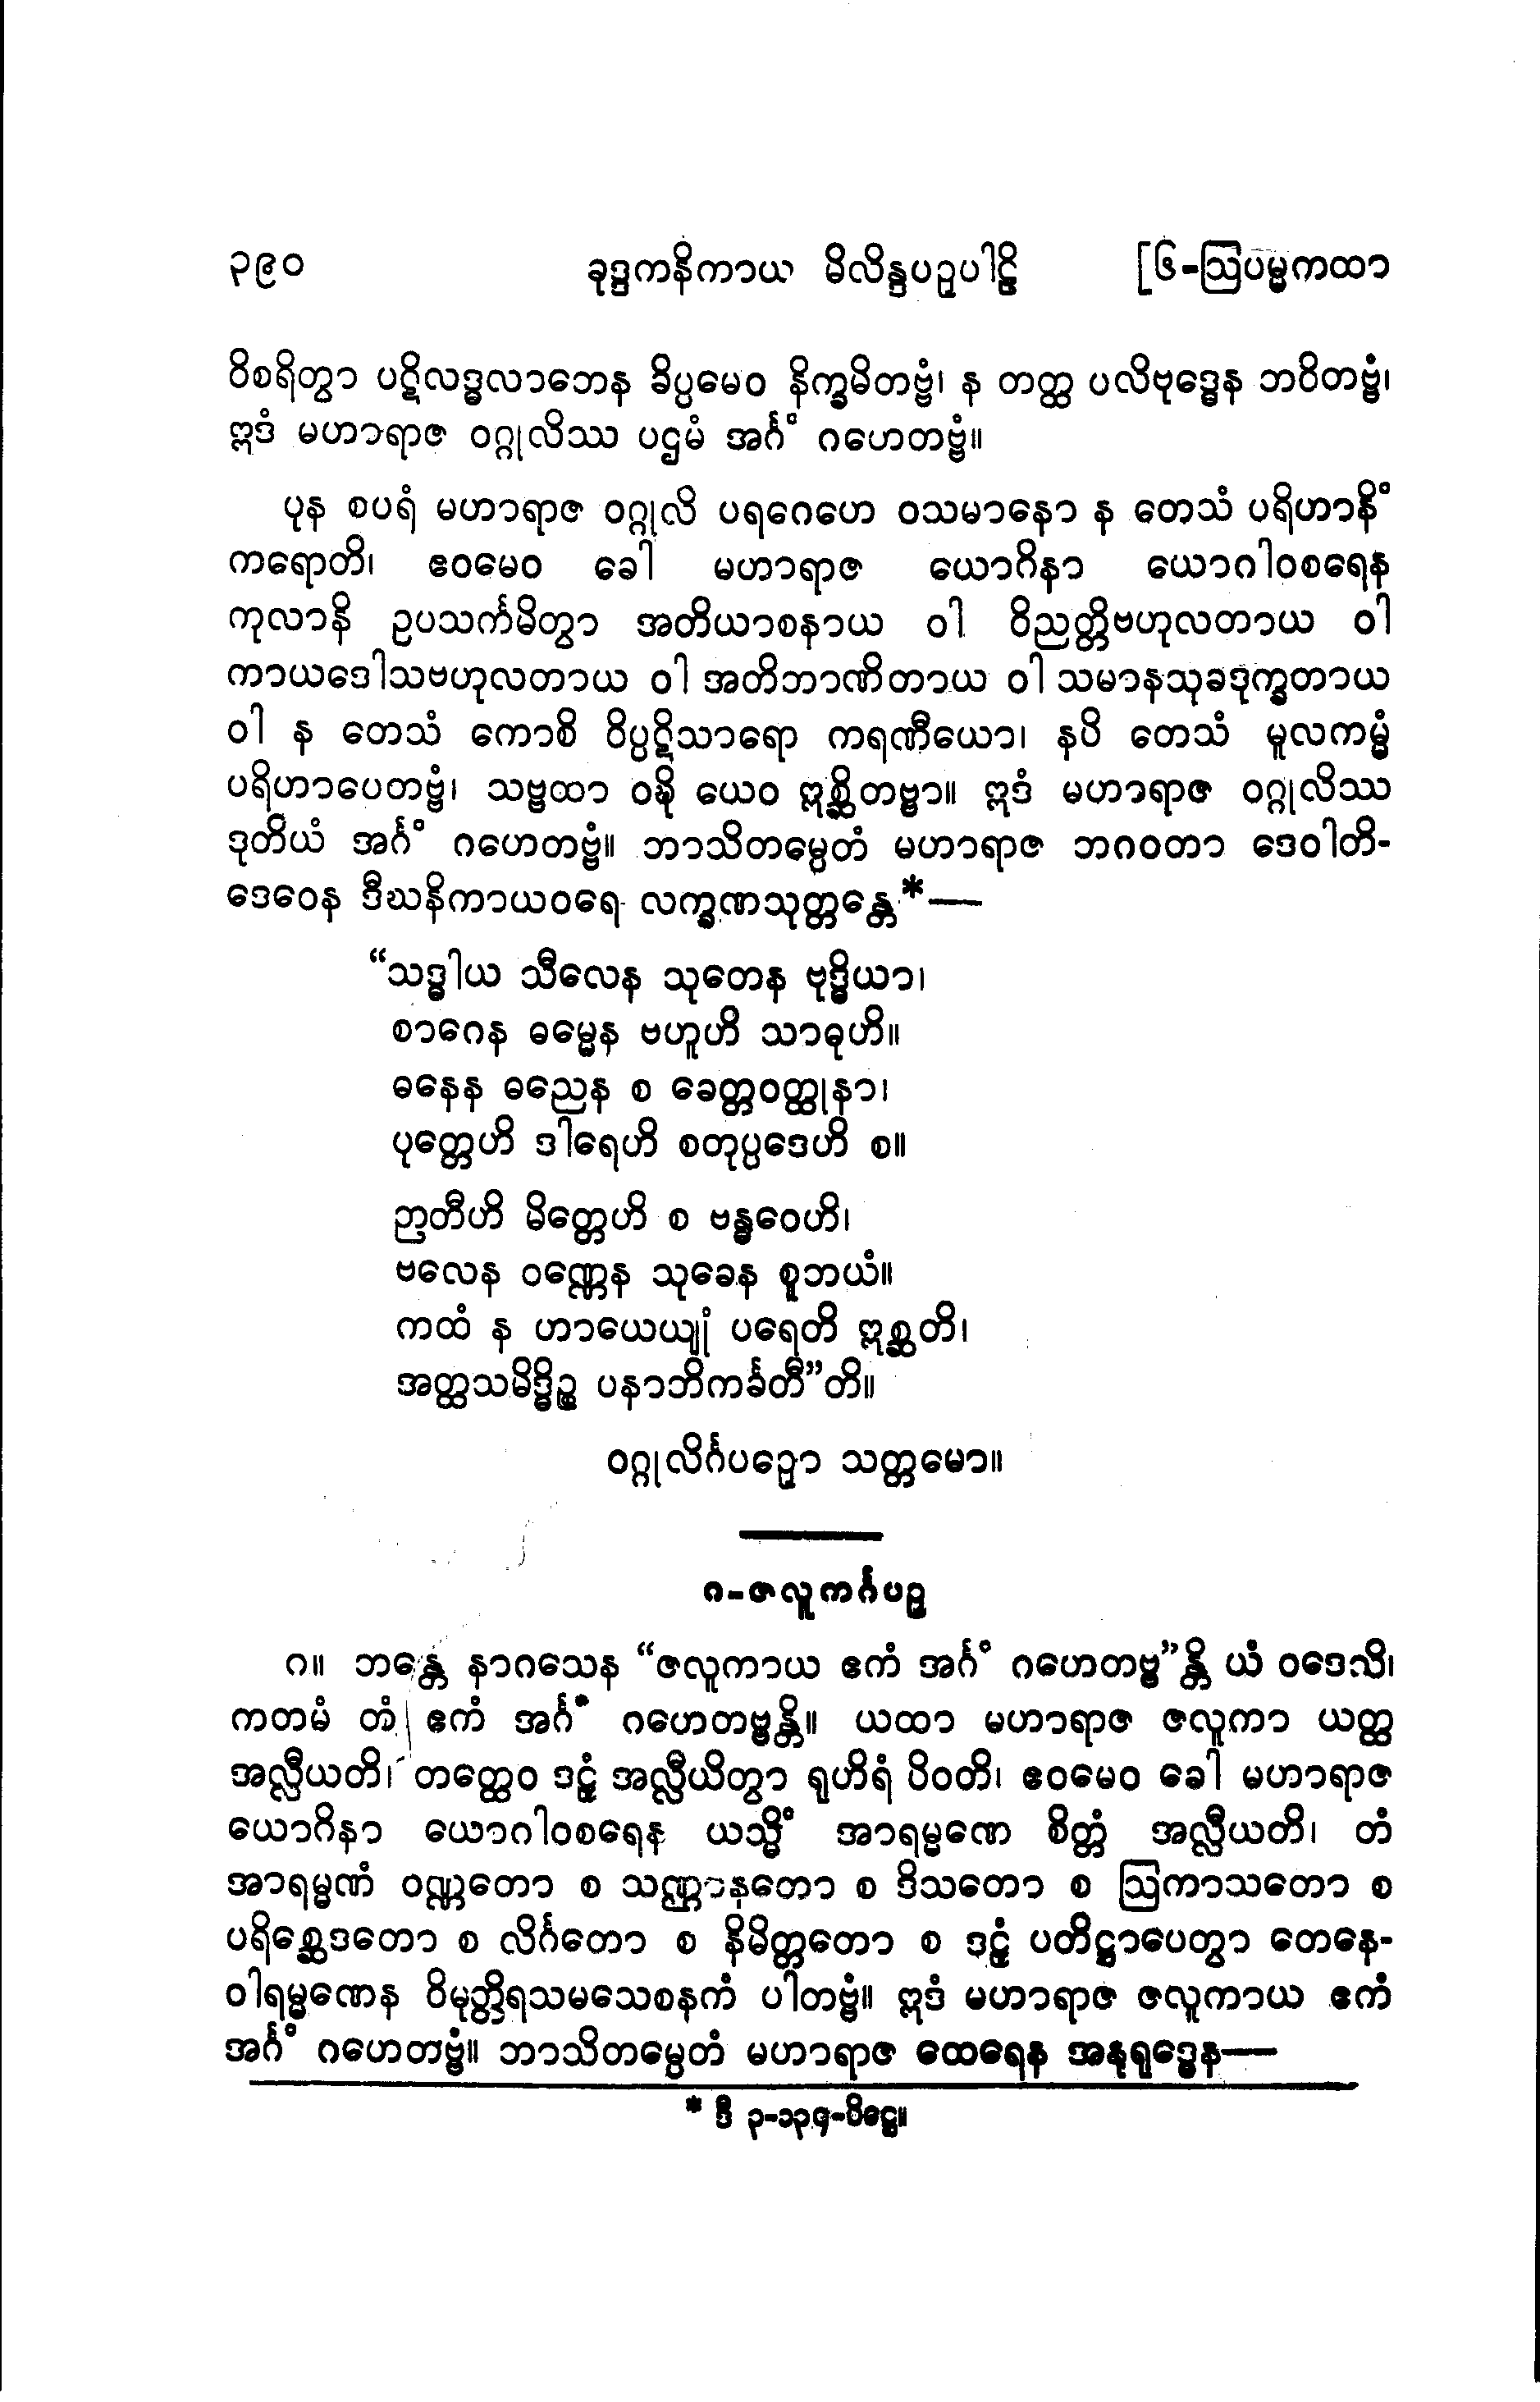 ၃၉၀ ခုဒ္ဒကနိကာယ မိလိန္ဒပဉှပါဠိ [၆-ဩပမ္မကထာ
ဝိစရိတွာ ပဋိလဒ္ဓလာဘေန ခိပ္ပမေဝ နိက္ခမိတဗ္ဗံ၊ န တတ္ထ ပလိဗုဒ္ဓေန ဘဝိတဗ္ဗံ၊
ဣဒံ မဟာရာဇ ဝဂ္ဂုလိဿ ပဌမံ အင်္ဂံ ဂဟေတဗ္ဗံ။
ပုန စပရံ မဟာရာဇ ဝဂ္ဂုလိ ပရဂေဟေ ဝသမာနော န တေသံ ပရိဟာနိံ
ကရောတိ၊ ဧဝမေဝ ခေါ မဟာရာဇ ယောဂိနာ ယောဂါဝစရေန
ကုလာနိ ဥပသင်္ကမိတွာ အတိယာစနာယ ဝါ ဝိညတ္တိဗဟုလတာယ ဝါ
ကာယဒေါသဗဟုလတာယ ဝါ အတိဘာဏိတာယ ဝါ သမာနသုခဒုက္ခတာယ
ဝါ န တေသံ ကောစိ ဝိပ္ပဋိသာရော ကရဏီယော၊ နပိ တေသံ မူလကမ္မံ
ပရိဟာပေတဗ္ဗံ၊ သဗ္ဗထာ ဝဍ္ဎိ ယေဝ ဣစ္ဆိတဗ္ဗာ။ ဣဒံ မဟာရာဇ ဝဂ္ဂုလိဿ
ဒုတိယံ အင်္ဂံ ဂဟေတဗ္ဗံ။ ဘာသိတမ္ပေတံ မဟာရာဇ ဘဂဝတာ ဒေဝါတိ-
ဒေဝေန ဒီဃနိကာယဝရေ လက္ခဏသုတ္တန္တေ*—
“သဒ္ဓါယ သီလေန သုတေန ဗုဒ္ဓိယာ၊
စာဂေန ဓမ္မေန ဗဟူဟိ သာဓုဟိ။
ဓနေန ဓညေန စ ခေတ္တဝတ္ထုနာ၊
ပုတ္တေဟိ ဒါရေဟိ စတုပ္ပဒေဟိ စ။
ဉာတီဟိ မိတ္တေဟိ စ ဗန္ဓဝေဟိ၊
ဗလေန ဝဏ္ဏေန သုခေန စူဘယံ။
ကထံ န ဟာယေယျုံ ပရေတိ ဣစ္ဆတိ၊
အတ္ထသမိဒ္ဓိဉ္စ ပနာဘိကင်္ခတီ”တိ။
ဝဂ္ဂုလိင်္ဂပဉှော သတ္တမော။
၈-ဇလူကင်္ဂပဉှ
၈။ ဘန္တေ နာဂသေန “ဇလူကာယ ဧကံ အင်္ဂံ ဂဟေတဗ္ဗ”န္တိ ယံ ဝဒေသိ၊
ကတမံ တံ ဧကံ အင်္ဂံ ဂဟေတဗ္ဗန္တိ။ ယထာ မဟာရာဇ ဇလူကာ ယတ္ထ
အလ္လီယတိ၊ တတ္ထေဝ ဒဠှံ အလ္လီယိတွာ ရုဟိရံ ပိဝတိ၊ ဧဝမေဝ ခေါ မဟာရာဇ
ယောဂိနာ ယောဂါဝစရေန ယသ္မိံ အာရမ္မဏေ စိတ္တံ အလ္လီယတိ၊ တံ
အာရမ္မဏံ ဝဏ္ဏတော စ သဏ္ဌာနတော စ ဒိသတော စ ဩကာသတော စ
ပရိစ္ဆေဒတော စ လိင်္ဂတော စ နိမိတ္တတော စ ဒဠှံ ပတိဋ္ဌာပေတွာ တေနေ-
ဝါရမ္မဏေန ဝိမုတ္တိရသမသေစနကံ ပါတဗ္ဗံ။ ဣဒံ မဟာရာဇ ဇလူကာယ ဧကံ
အင်္ဂံ ဂဟေတဗ္ဗံ။ ဘာသိတမ္ပေတံ မဟာရာဇ ထေရေန အနုရုဒ္ဓေန—
* ဒီ ၃-၁၃၄-ပိဋ္ဌေ။